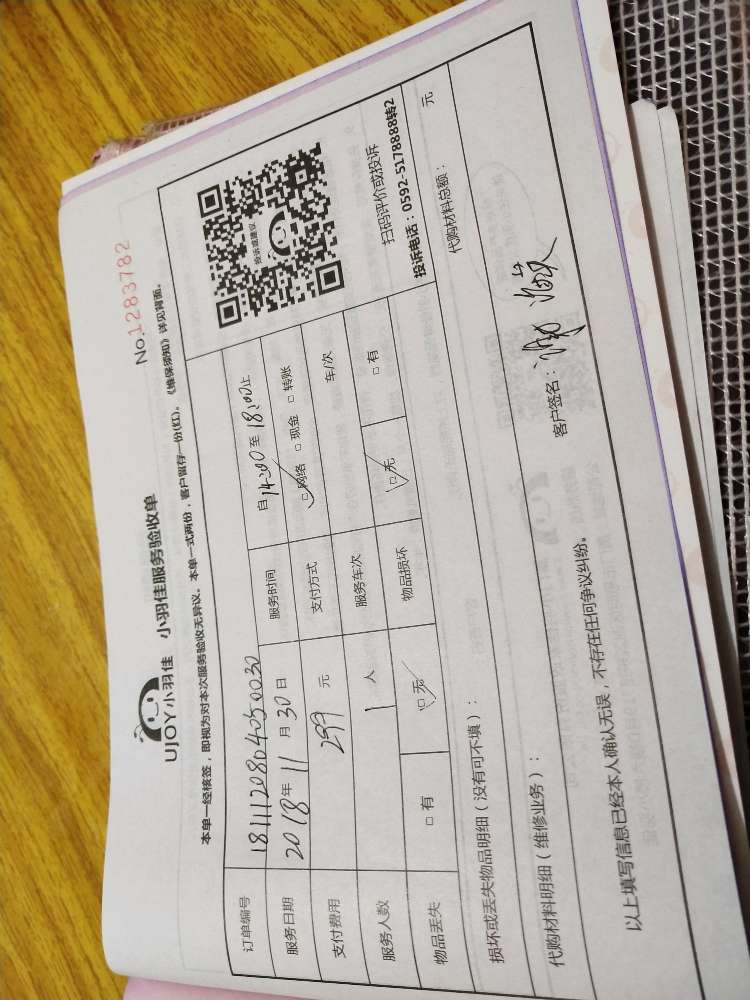 No.1283782
UJOY小羽佳 小羽佳服务验收单
本单一经核签，即视为对本次服务验收无异议。本单一式两份，客户留存一份(红)。《维保须知》详见背面。
订单编号 服务时间 自14:00至18:00止
服务日期 2018年11月30日 支付方式 □网络 □现金 □转账
支付费用 299 元 服务车次 车/次
服务人数 1 人 物品损坏 □无 □有
物品丢失 □有 □无
投诉或建议
扫码评价或投诉
投诉电话：0592-5178888转2
损坏或丢失物品明细（没有可不填）：
代购材料明细（维修业务）： 代购材料总额： 元
以上填写信息已经本人确认无误，不存在任何争议纠纷。 客户签名：